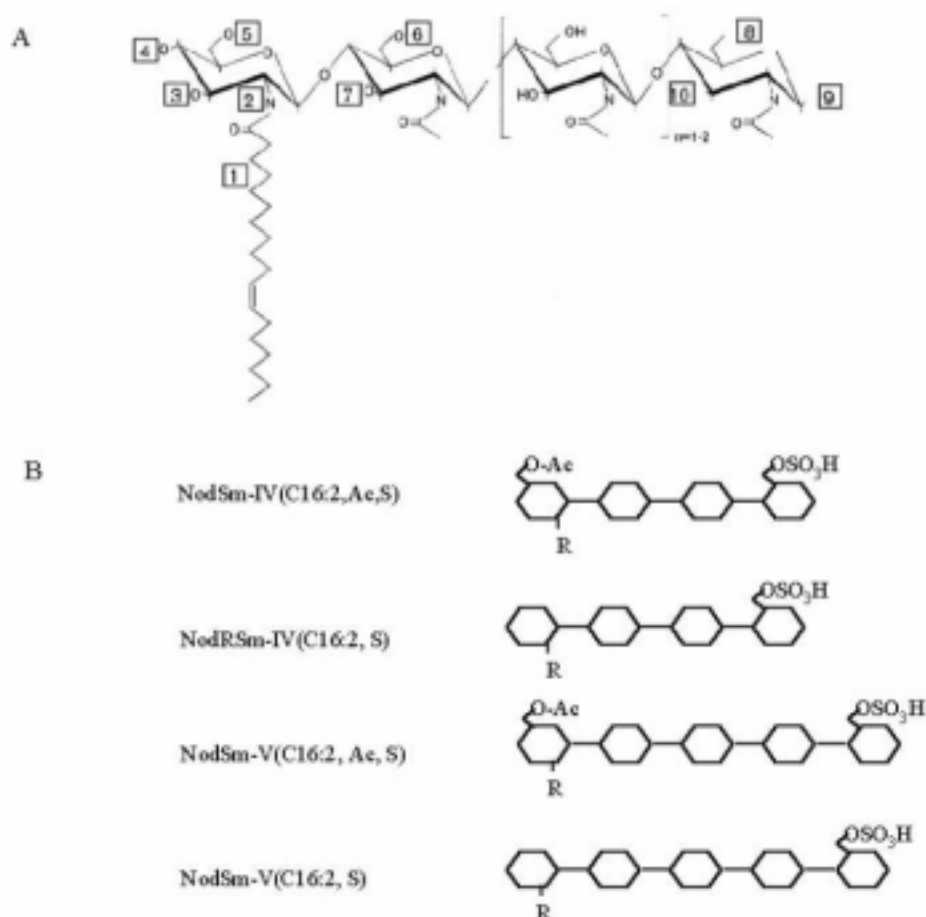 A
4 O 5 O O
3 O 2 N
O
1
O 6 O O
7 O N
O
OH O
HO N
O n=1-2
O 8
10 N 9
O
B
NodSm-IV(C16:2,Ac,S)
O-Ac OSO3H
R
NodRSm-IV(C16:2, S)
OSO3H
R
NodSm-V(C16:2, Ac, S)
O-Ac OSO3H
R
NodSm-V(C16:2, S)
OSO3H
R